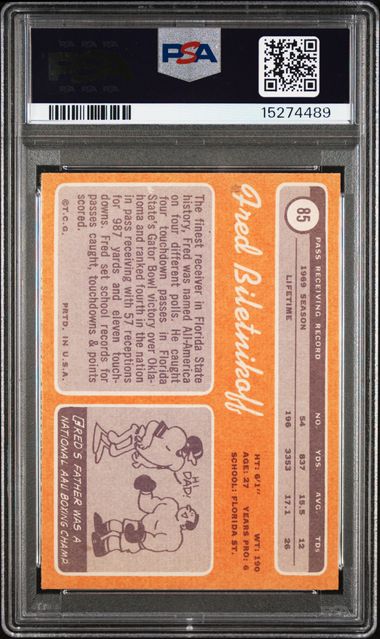 PSA
15274489
85
PASS RECEIVING RECORD
NO. YDS. AVG. TDs
1969 SEASON 54 837 15.5 12
LIFETIME 196 3353 17.1 26
Fred Biletnikoff
HT: 6'1" WT: 190
AGE: 27 YEARS PRO: 6
SCHOOL: FLORIDA ST.
The finest receiver in Florida State
history, Fred was named All-America
on four different polls. He caught
four touchdown passes in Florida
State's Gator Bowl victory over Okla-
homa and ranked fourth in the nation
in pass receiving with 57 receptions
for 987 yards and eleven touch-
downs. Fred set school records for
passes caught, touchdowns & points
scored.
©T.C.G. PRTD. IN U.S.A.
HI, DAD!
FRED'S FATHER WAS A
NATIONAL AAU BOXING CHAMP.